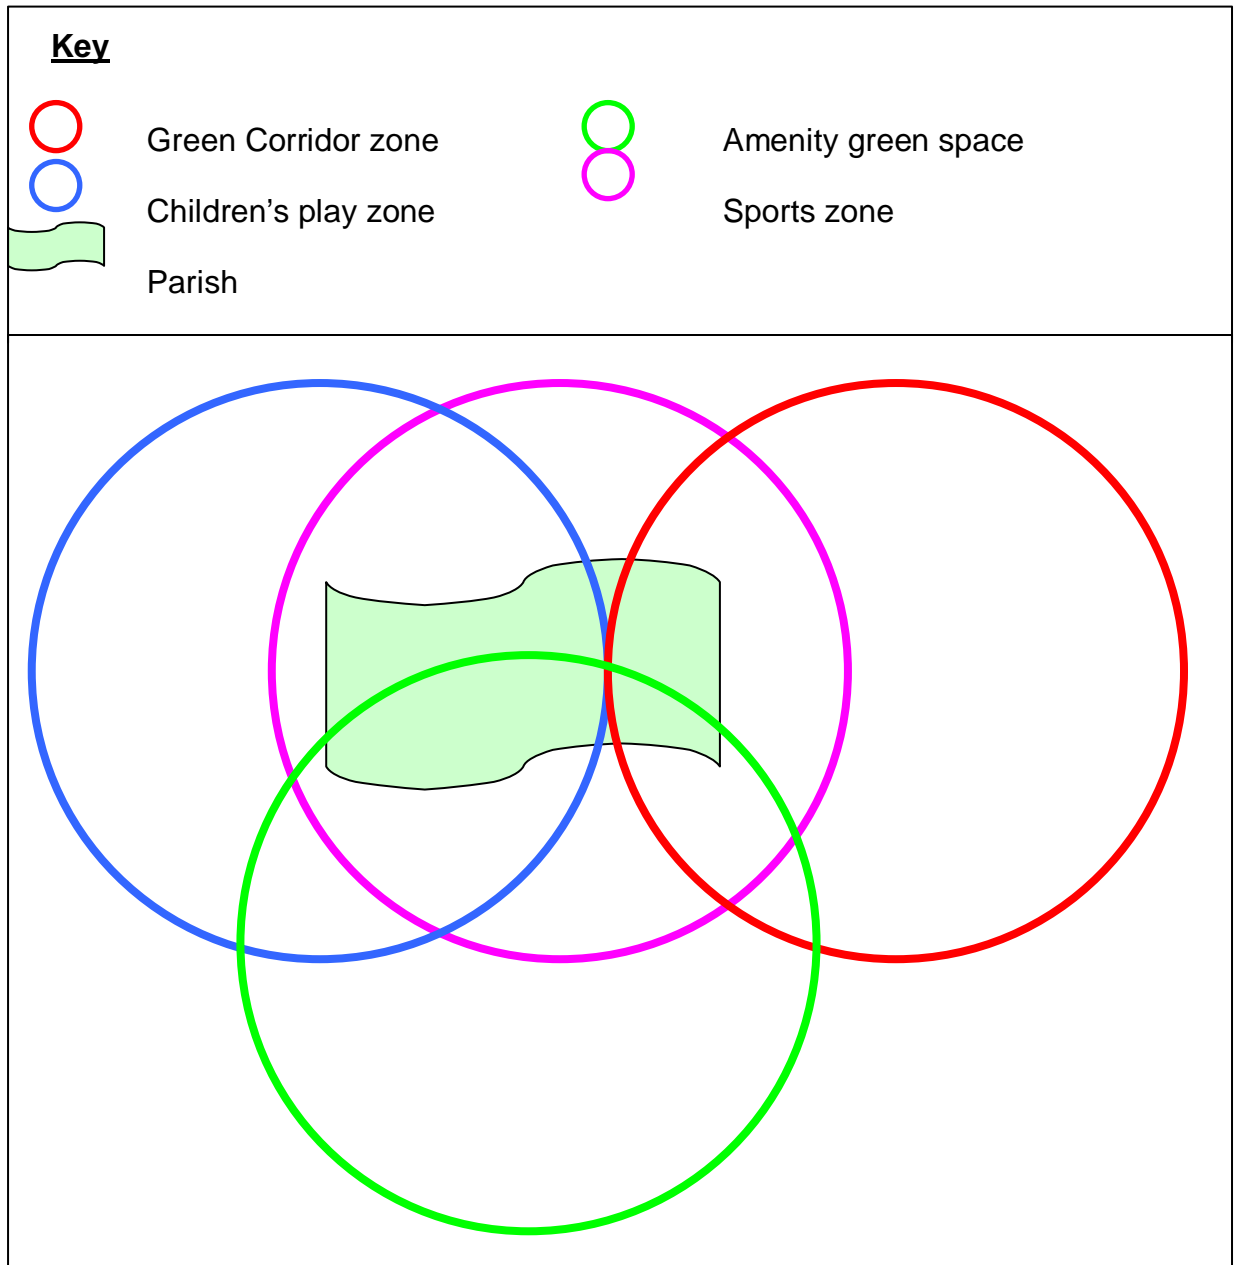 Key
Green Corridor zone
Amenity green space
Children’s play zone
Sports zone
Parish